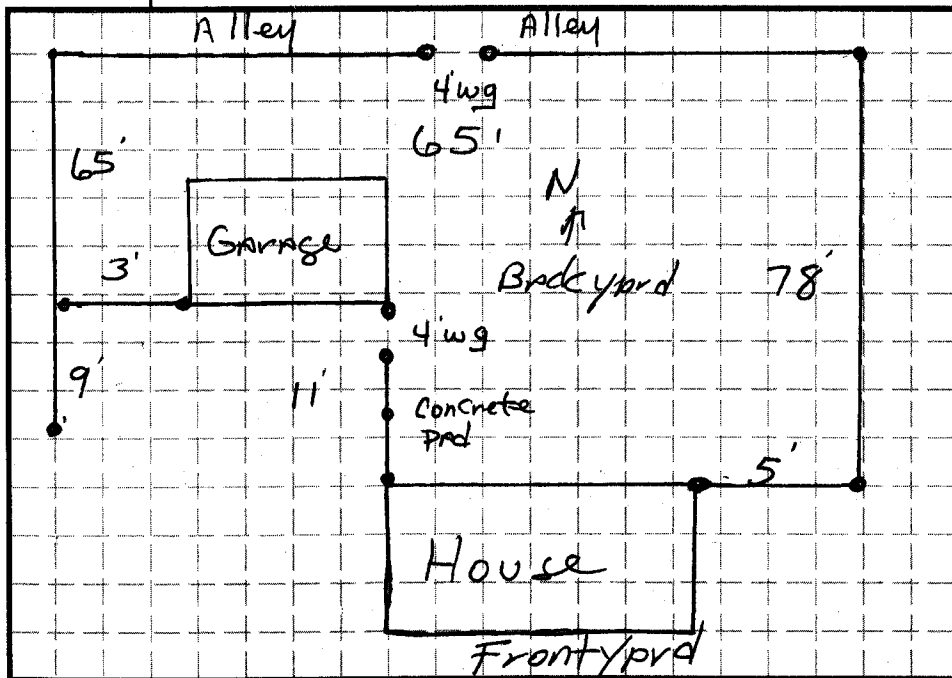 Alley Alley
4'wg
65'
65'
N
Garage
3'
Backyard
78'
4'wg
9'
11'
Concrete
Pad
5'
House
Frontyard